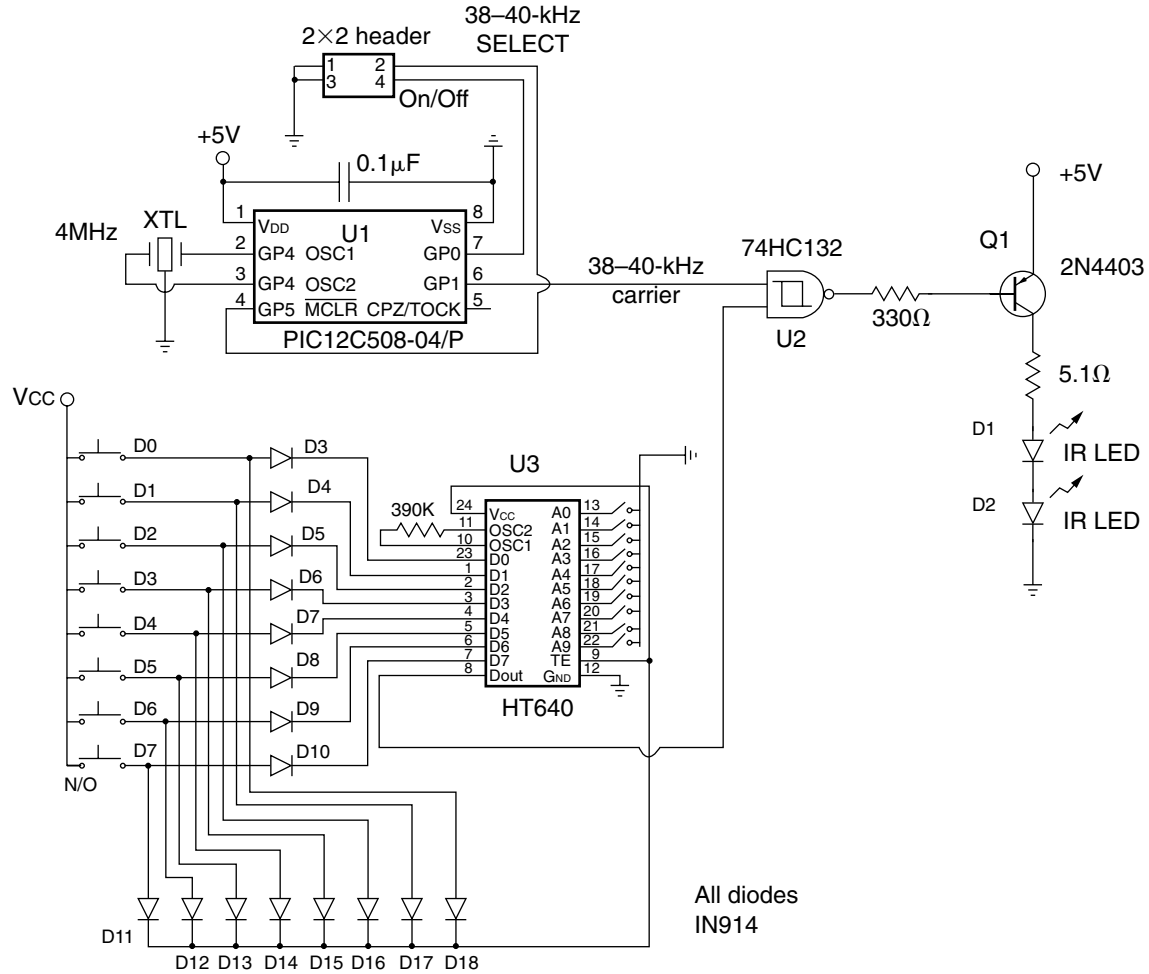 38–40-kHz
SELECT
2×2 header
1 2
3 4
On/Off
+5V
0.1μF
XTL
4MHz
1 VDD U1 VSS 8
2 GP4 OSC1 GP0 7
3 GP4 OSC2 GP1 6
4 GP5 MCLR CPZ/TOCK 5
PIC12C508-04/P
38–40-kHz
carrier
74HC132
U2
330Ω
Q1
+5V
2N4403
5.1Ω
D1
IR LED
D2
IR LED
VCC
D0 D3
D1 D4
D2 D5
D3 D6
D4 D7
D5 D8
D6 D9
D7 D10
N/O
U3
390K
24 VCC A0 13
11 OSC2 A1 14
10 OSC1 A2 15
23 D0 A3 16
1 D1 A4 17
2 D2 A5 18
3 D3 A6 19
4 D4 A7 20
5 D5 A8 21
6 D6 A9 22
7 D7 TE 9
8 Dout GND 12
HT640
All diodes
IN914
D11
D12 D13 D14 D15 D16 D17 D18